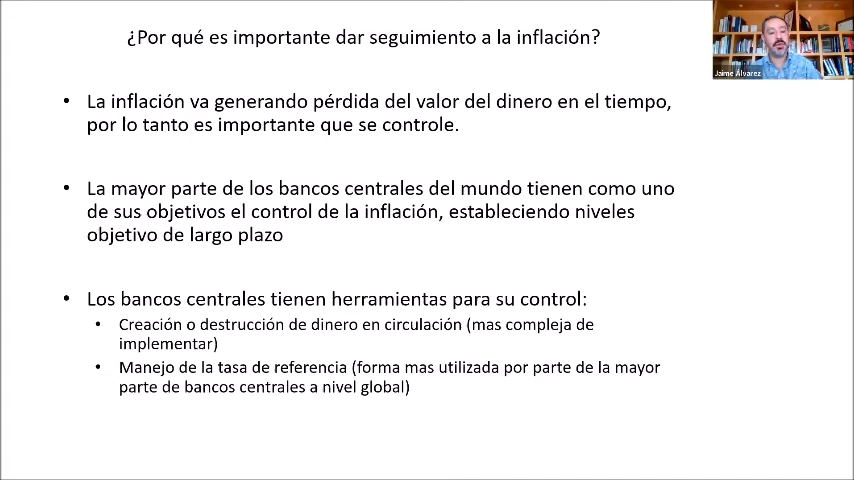 ¿Por qué es importante dar seguimiento a la inflación?
Jaime Álvarez
• La inflación va generando pérdida del valor del dinero en el tiempo,
por lo tanto es importante que se controle.
• La mayor parte de los bancos centrales del mundo tienen como uno
de sus objetivos el control de la inflación, estableciendo niveles
objetivo de largo plazo
• Los bancos centrales tienen herramientas para su control:
• Creación o destrucción de dinero en circulación (mas compleja de
implementar)
• Manejo de la tasa de referencia (forma mas utilizada por parte de la mayor
parte de bancos centrales a nivel global)